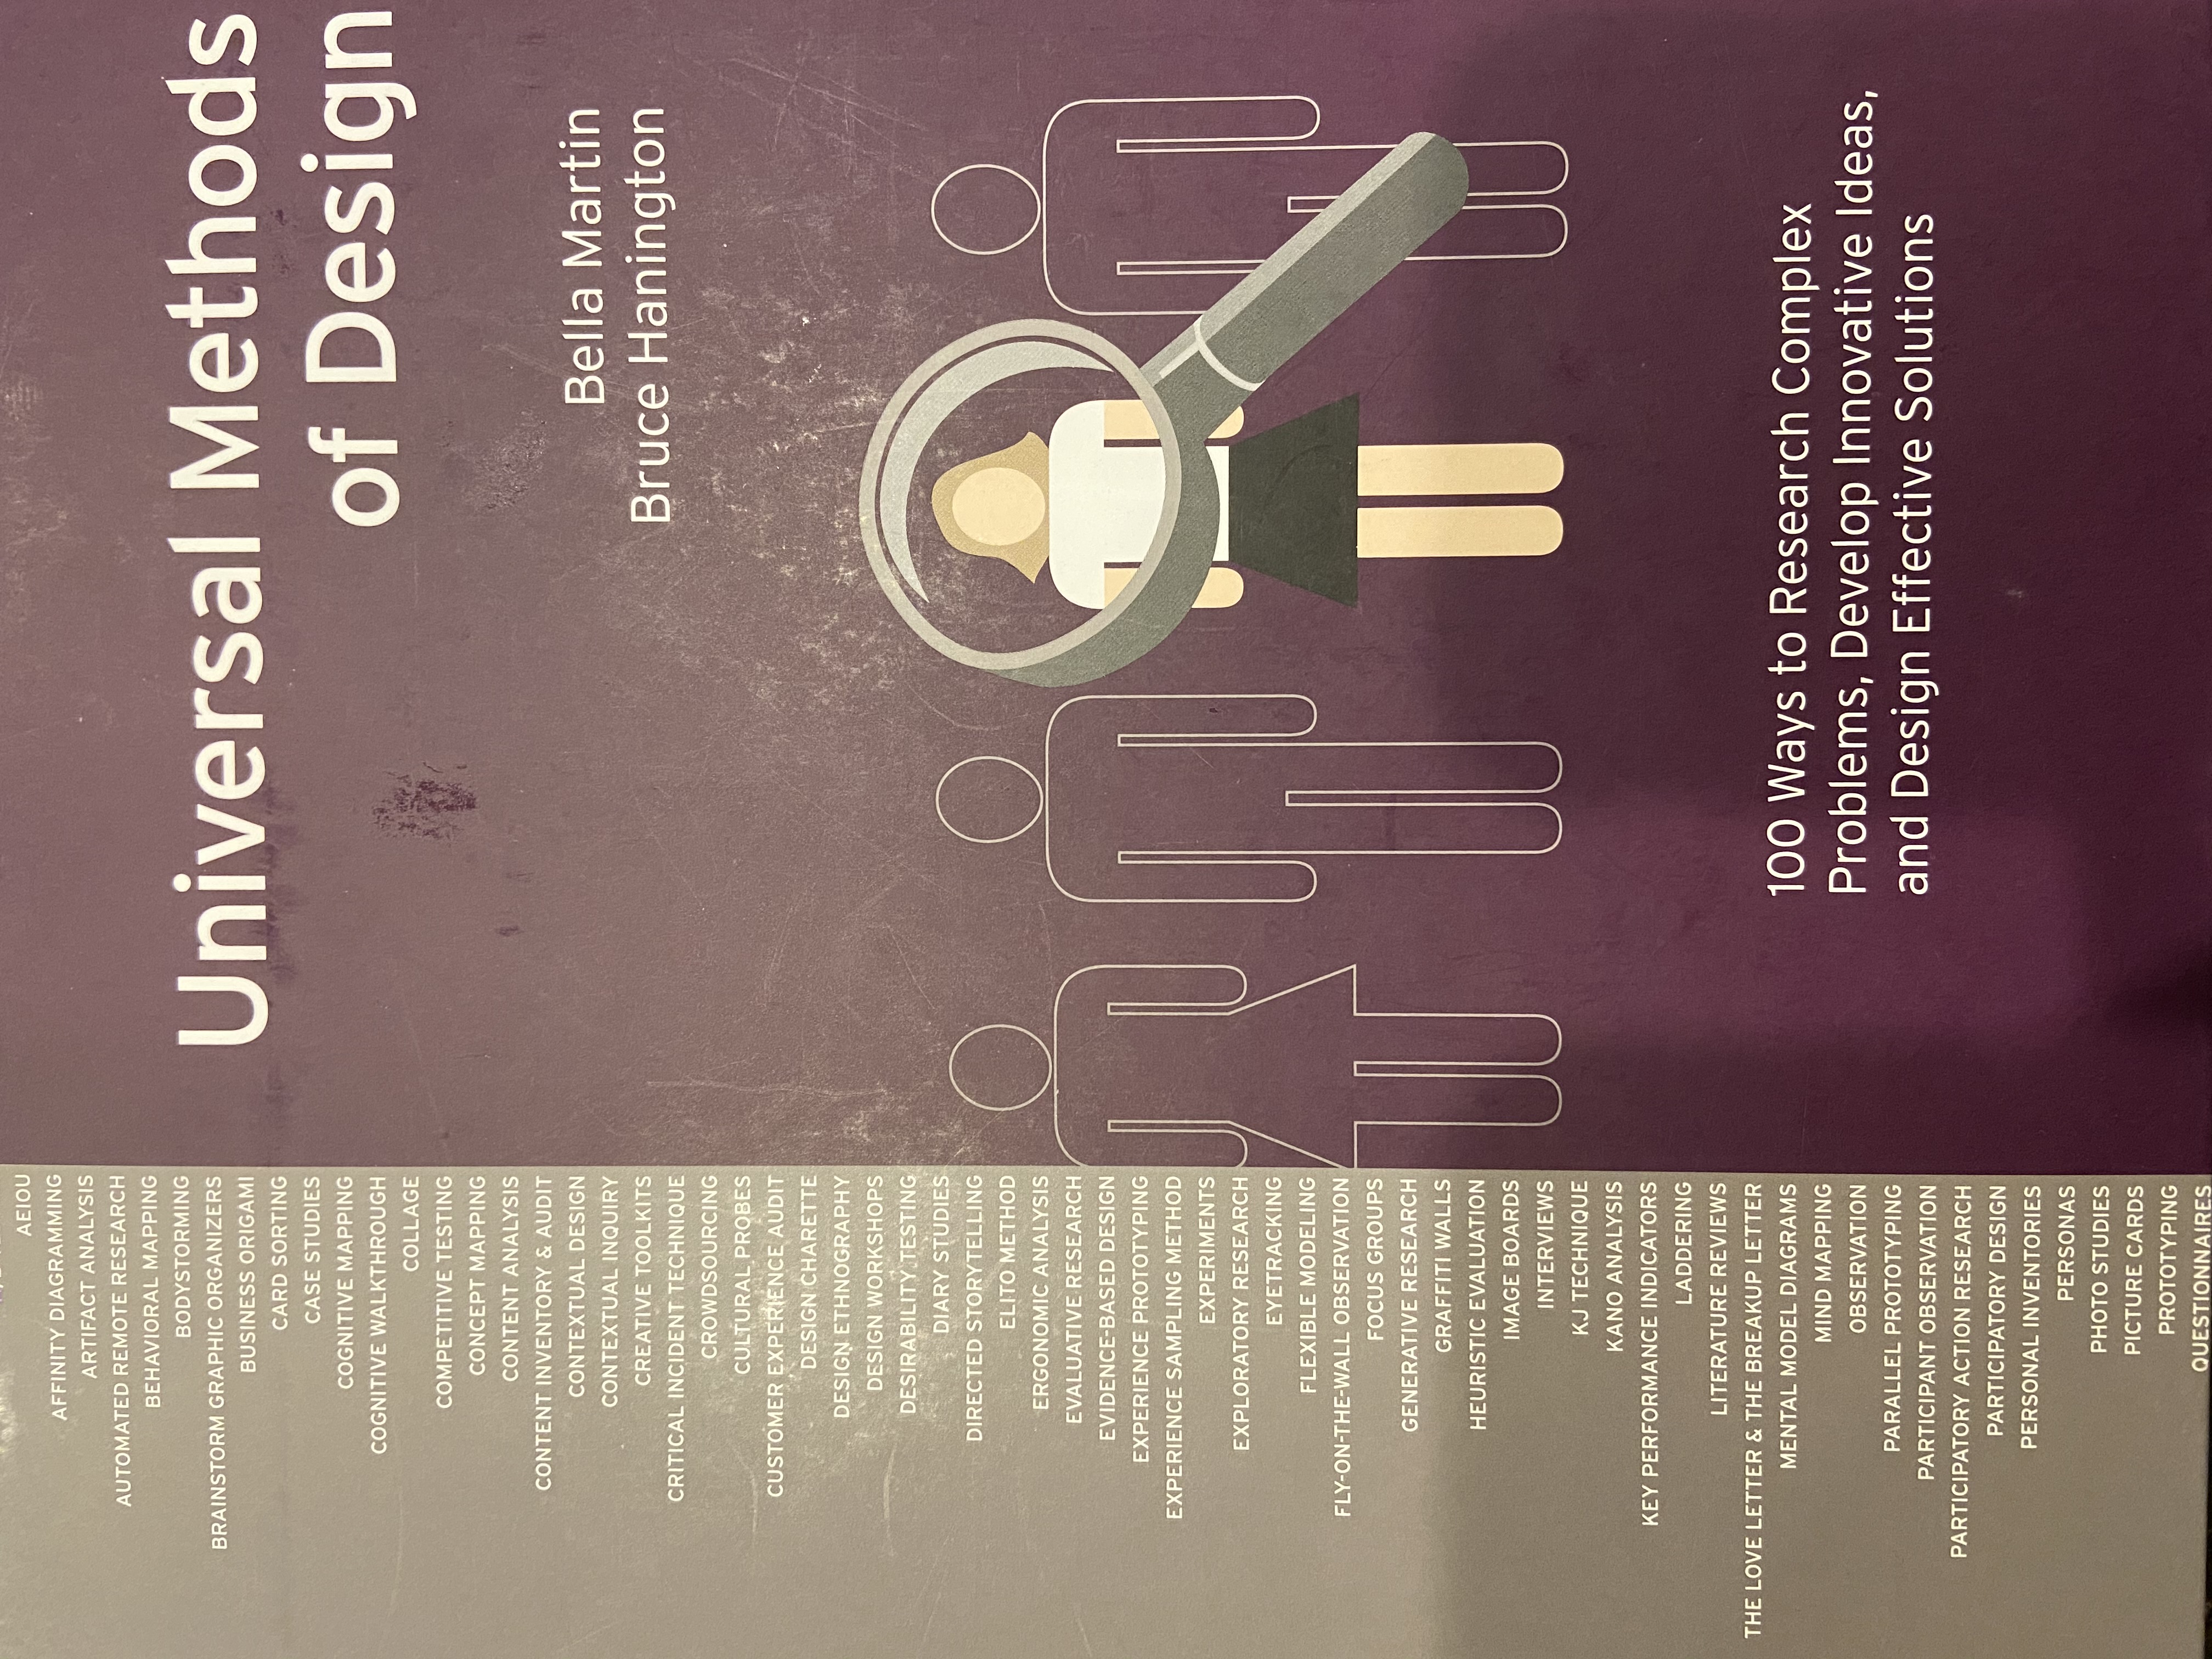 AEIOU
AFFINITY DIAGRAMMING
ARTIFACT ANALYSIS
AUTOMATED REMOTE RESEARCH
BEHAVIORAL MAPPING
BODYSTORMING
BRAINSTORM GRAPHIC ORGANIZERS
BUSINESS ORIGAMI
CARD SORTING
CASE STUDIES
COGNITIVE MAPPING
COGNITIVE WALKTHROUGH
COLLAGE
COMPETITIVE TESTING
CONCEPT MAPPING
CONTENT ANALYSIS
CONTENT INVENTORY & AUDIT
CONTEXTUAL DESIGN
CONTEXTUAL INQUIRY
CREATIVE TOOLKITS
CRITICAL INCIDENT TECHNIQUE
CROWDSOURCING
CULTURAL PROBES
CUSTOMER EXPERIENCE AUDIT
DESIGN CHARETTE
DESIGN ETHNOGRAPHY
DESIGN WORKSHOPS
DESIRABILITY TESTING
DIARY STUDIES
DIRECTED STORYTELLING
ELITO METHOD
ERGONOMIC ANALYSIS
EVALUATIVE RESEARCH
EVIDENCE-BASED DESIGN
EXPERIENCE PROTOTYPING
EXPERIENCE SAMPLING METHOD
EXPERIMENTS
EXPLORATORY RESEARCH
EYETRACKING
FLEXIBLE MODELING
FLY-ON-THE-WALL OBSERVATION
FOCUS GROUPS
GENERATIVE RESEARCH
GRAFFITI WALLS
HEURISTIC EVALUATION
IMAGE BOARDS
INTERVIEWS
KJ TECHNIQUE
KANO ANALYSIS
KEY PERFORMANCE INDICATORS
LADDERING
LITERATURE REVIEWS
THE LOVE LETTER & THE BREAKUP LETTER
MENTAL MODEL DIAGRAMS
MIND MAPPING
OBSERVATION
PARALLEL PROTOTYPING
PARTICIPANT OBSERVATION
PARTICIPATORY ACTION RESEARCH
PARTICIPATORY DESIGN
PERSONAL INVENTORIES
PERSONAS
PHOTO STUDIES
PICTURE CARDS
PROTOTYPING
QUESTIONNAIRES
Universal Methods
of Design
Bella Martin
Bruce Hanington
100 Ways to Research Complex
Problems, Develop Innovative Ideas,
and Design Effective Solutions